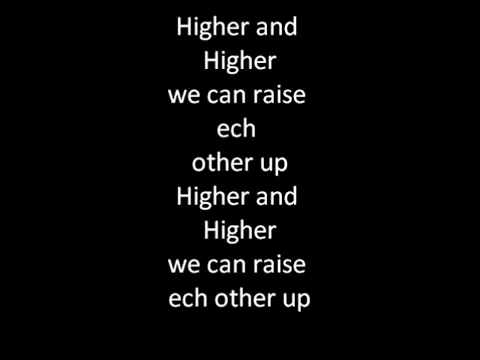 Higher and
Higher
we can raise
ech
other up
Higher and
Higher
we can raise
ech other up